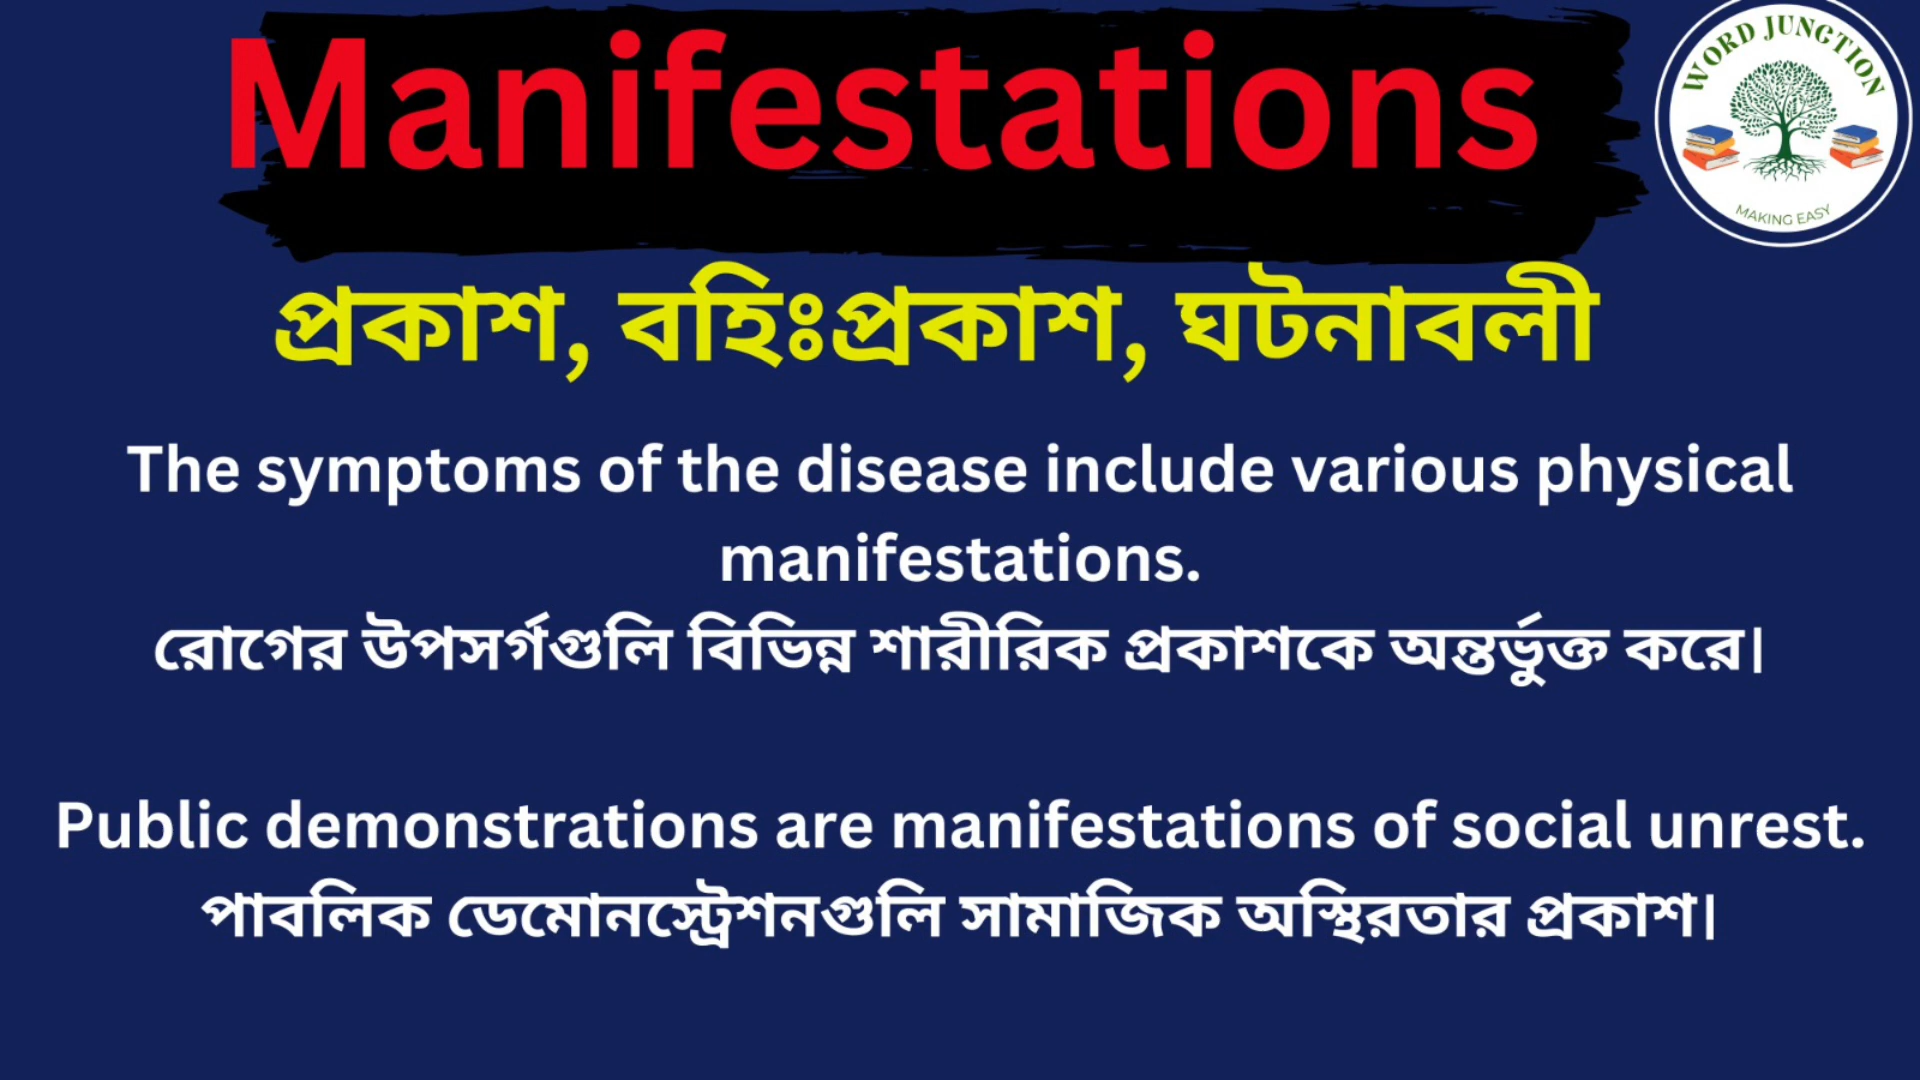 Manifestations
WORD JUNCTION
MAKING EASY
প্রকাশ, বহিঃপ্রকাশ, ঘটনাবলী
The symptoms of the disease include various physical
manifestations.
রোগের উপসর্গগুলি বিভিন্ন শারীরিক প্রকাশকে অন্তর্ভুক্ত করে।
Public demonstrations are manifestations of social unrest.
পাবলিক ডেমোনস্ট্রেশনগুলি সামাজিক অস্থিরতার প্রকাশ।